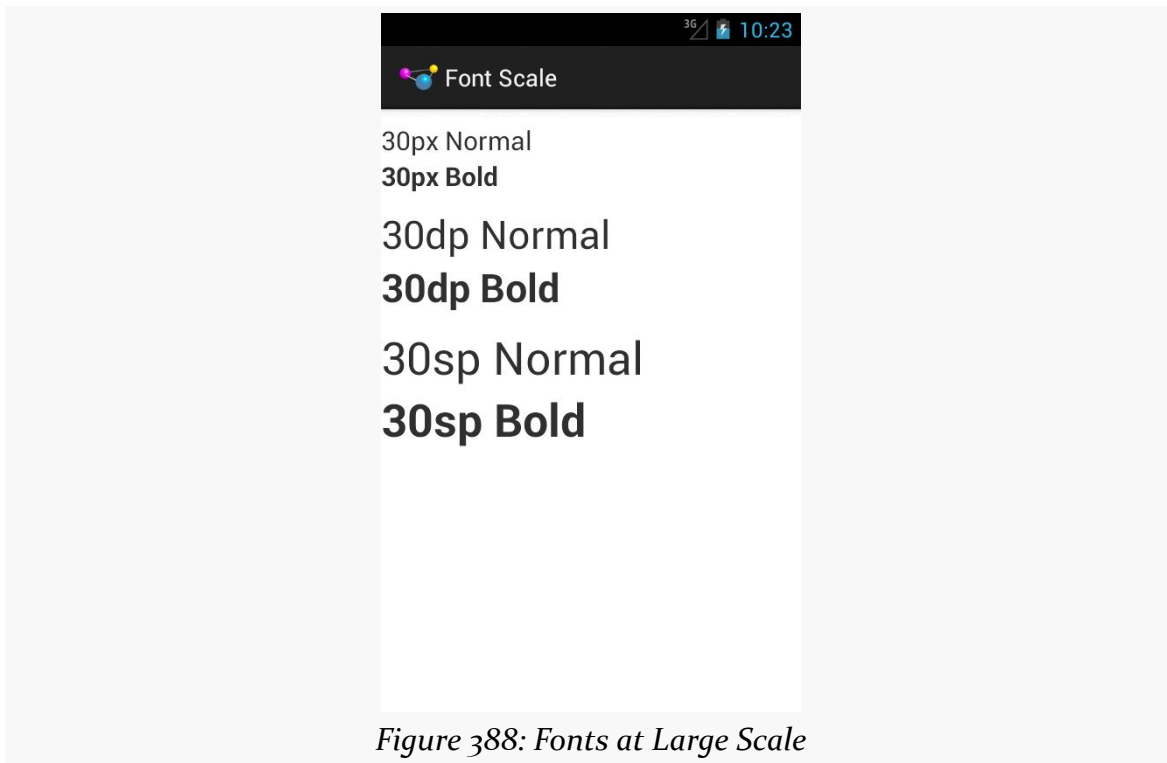 3G 10:23
Font Scale
30px Normal
30px Bold
30dp Normal
30dp Bold
30sp Normal
30sp Bold
Figure 388: Fonts at Large Scale